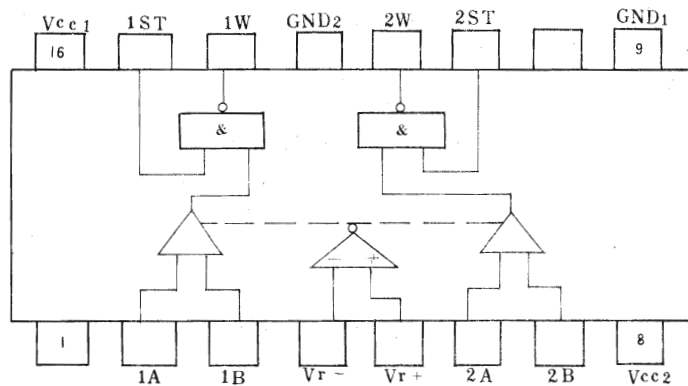 Vcc1 1ST 1W GND2 2W 2ST GND1
16 9
& &
− +
1 8
1A 1B Vr − Vr + 2A 2B Vcc2